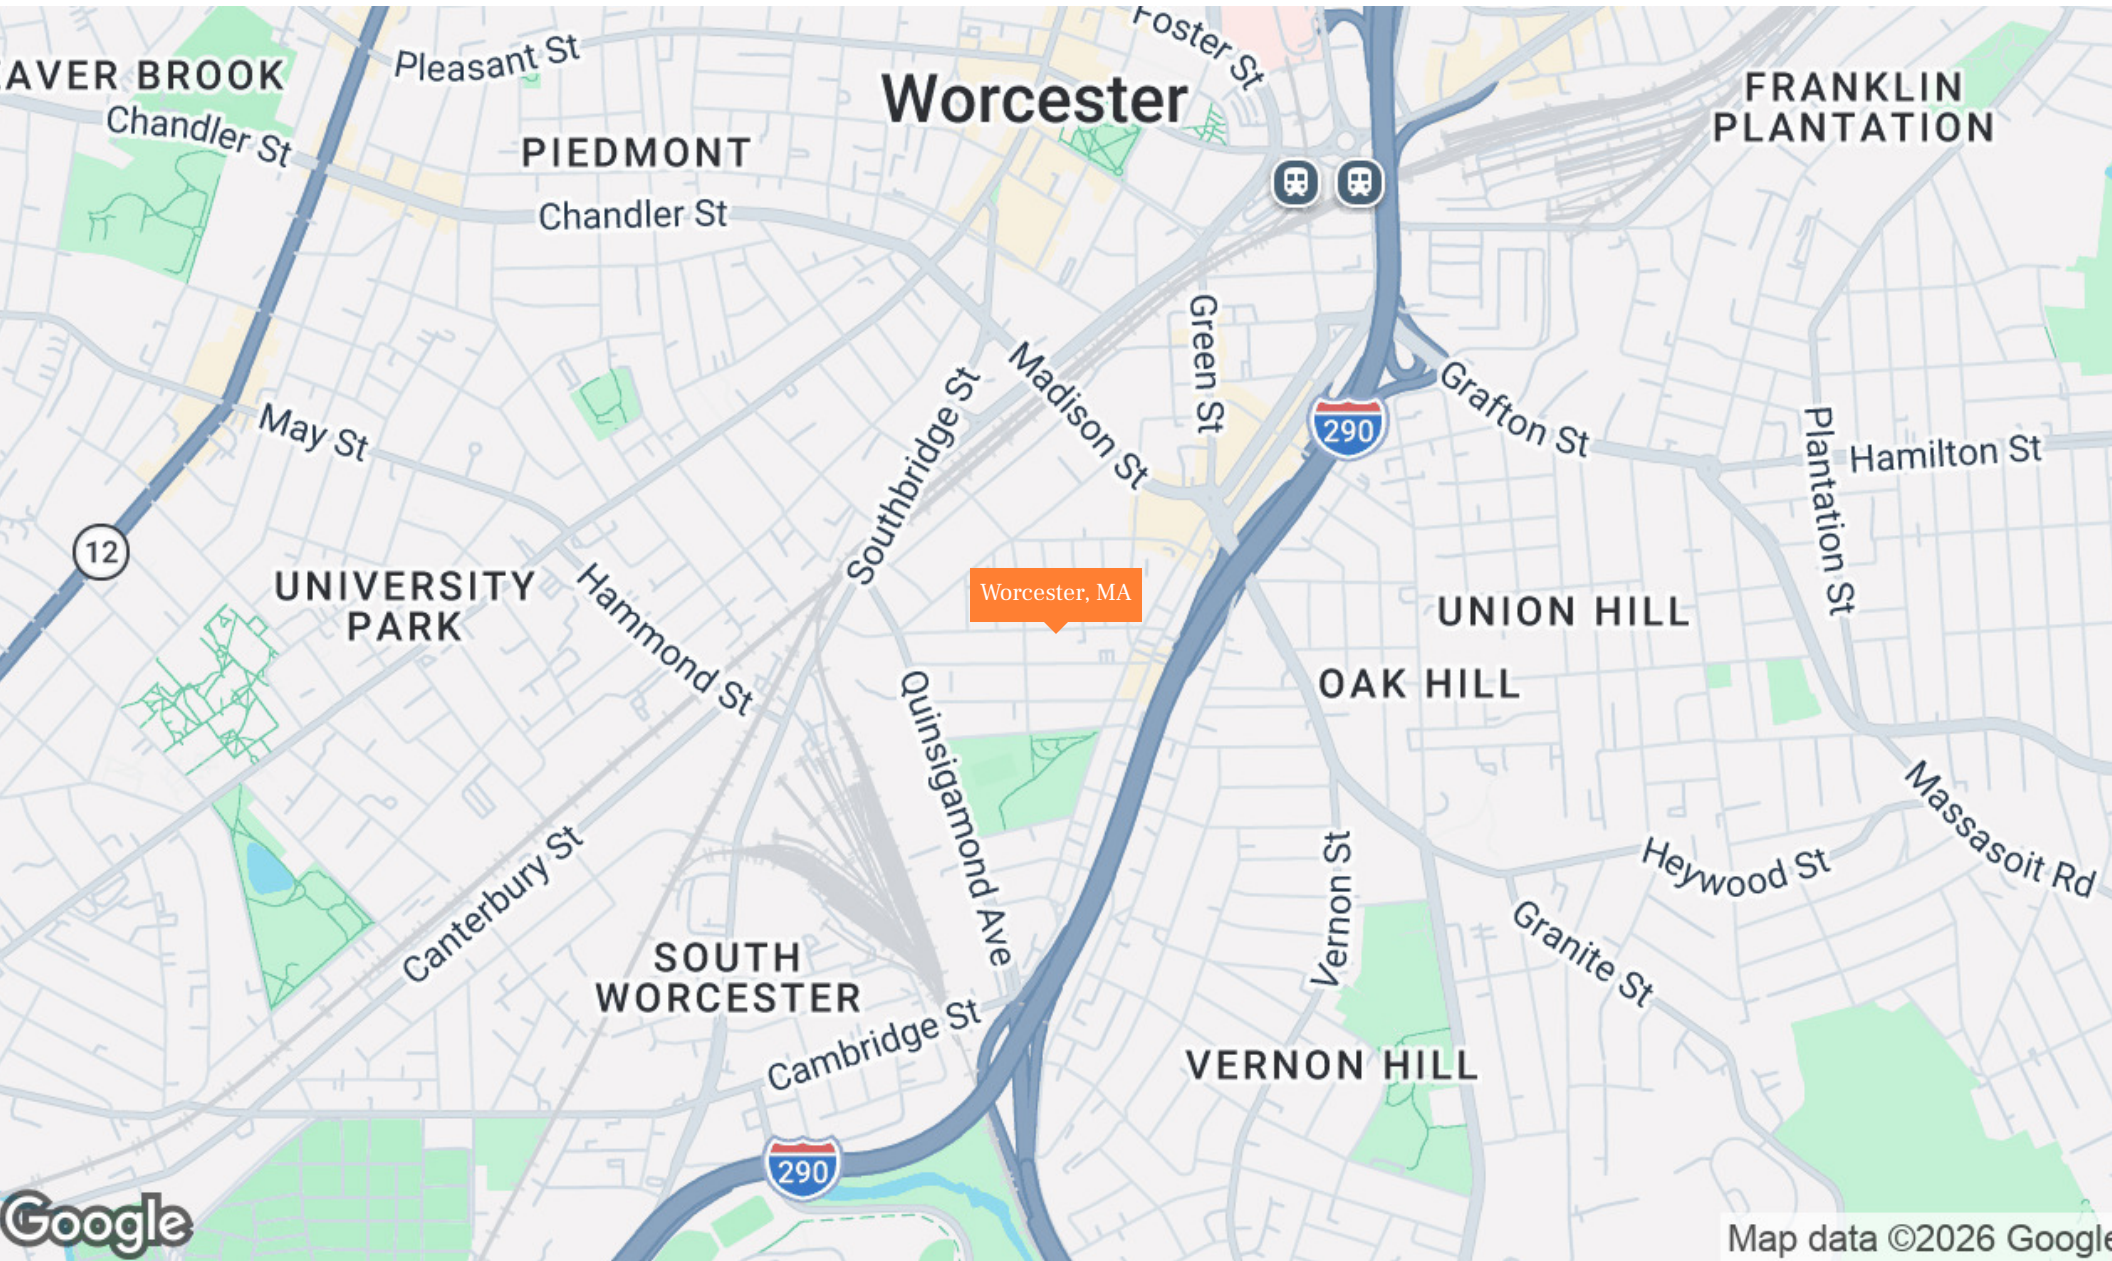 Foster St
Pleasant St
EAVER BROOK
Worcester
FRANKLIN
PLANTATION
Chandler St
PIEDMONT
Chandler St
Green St
Madison St
Southbridge St
Grafton St
290
May St
Plantation St
Hamilton St
12
UNIVERSITY
PARK
Hammond St
Worcester, MA
UNION HILL
OAK HILL
Quinsigamond Ave
Massasoit Rd
Canterbury St
Vernon St
Heywood St
Granite St
SOUTH
WORCESTER
Cambridge St
VERNON HILL
290
Google
Map data ©2026 Google